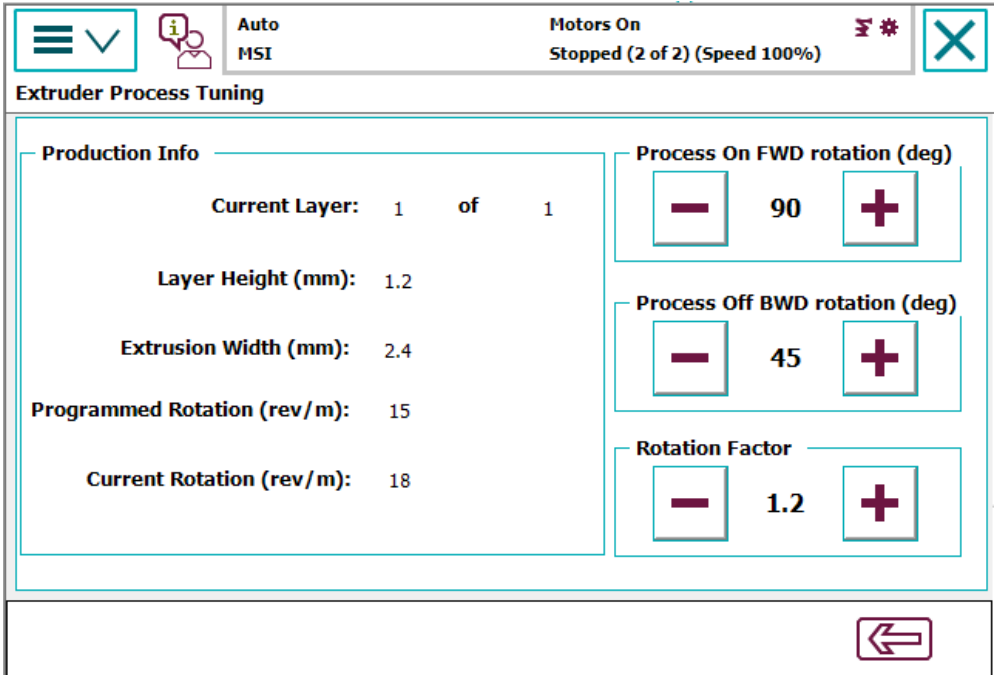 Auto
MSI
Motors On
Stopped (2 of 2) (Speed 100%)
Extruder Process Tuning
Production Info
Current Layer: 1 of 1
Layer Height (mm): 1.2
Extrusion Width (mm): 2.4
Programmed Rotation (rev/m): 15
Current Rotation (rev/m): 18
Process On FWD rotation (deg)
90
Process Off BWD rotation (deg)
45
Rotation Factor
1.2